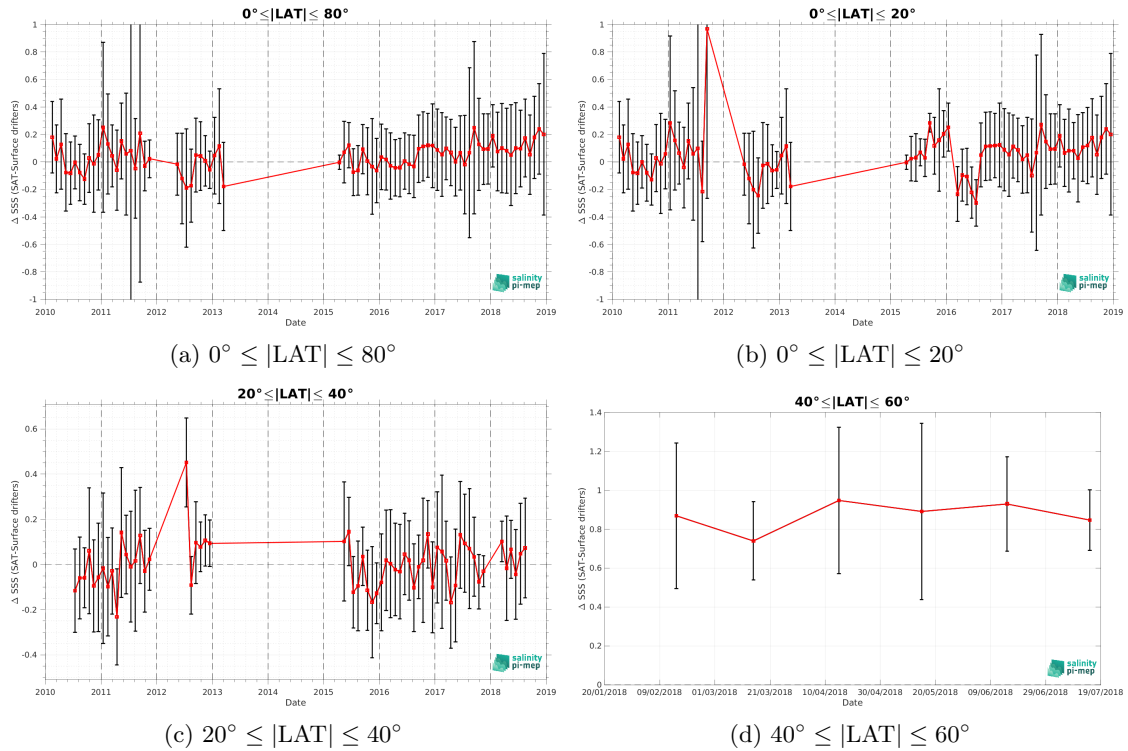 0°≤|LAT|≤ 80°
Δ SSS (SAT-Surface drifters)
1
0.8
0.6
0.4
0.2
0
-0.2
-0.4
-0.6
-0.8
-1
2010 2011 2012 2013 2014 2015 2016 2017 2018 2019
Date
salinity
pi-mep
(a) 0° ≤ |LAT| ≤ 80°
0°≤|LAT|≤ 20°
Δ SSS (SAT-Surface drifters)
1
0.8
0.6
0.4
0.2
0
-0.2
-0.4
-0.6
-0.8
-1
2010 2011 2012 2013 2014 2015 2016 2017 2018 2019
Date
salinity
pi-mep
(b) 0° ≤ |LAT| ≤ 20°
20°≤|LAT|≤ 40°
Δ SSS (SAT-Surface drifters)
0.6
0.4
0.2
0
-0.2
-0.4
2010 2011 2012 2013 2014 2015 2016 2017 2018 2019
Date
salinity
pi-mep
(c) 20° ≤ |LAT| ≤ 40°
40°≤|LAT|≤ 60°
Δ SSS (SAT-Surface drifters)
1.4
1.2
1
0.8
0.6
0.4
0.2
0
20/01/2018 09/02/2018 01/03/2018 21/03/2018 10/04/2018 30/04/2018 20/05/2018 09/06/2018 29/06/2018 19/07/2018
Date
salinity
pi-mep
(d) 40° ≤ |LAT| ≤ 60°